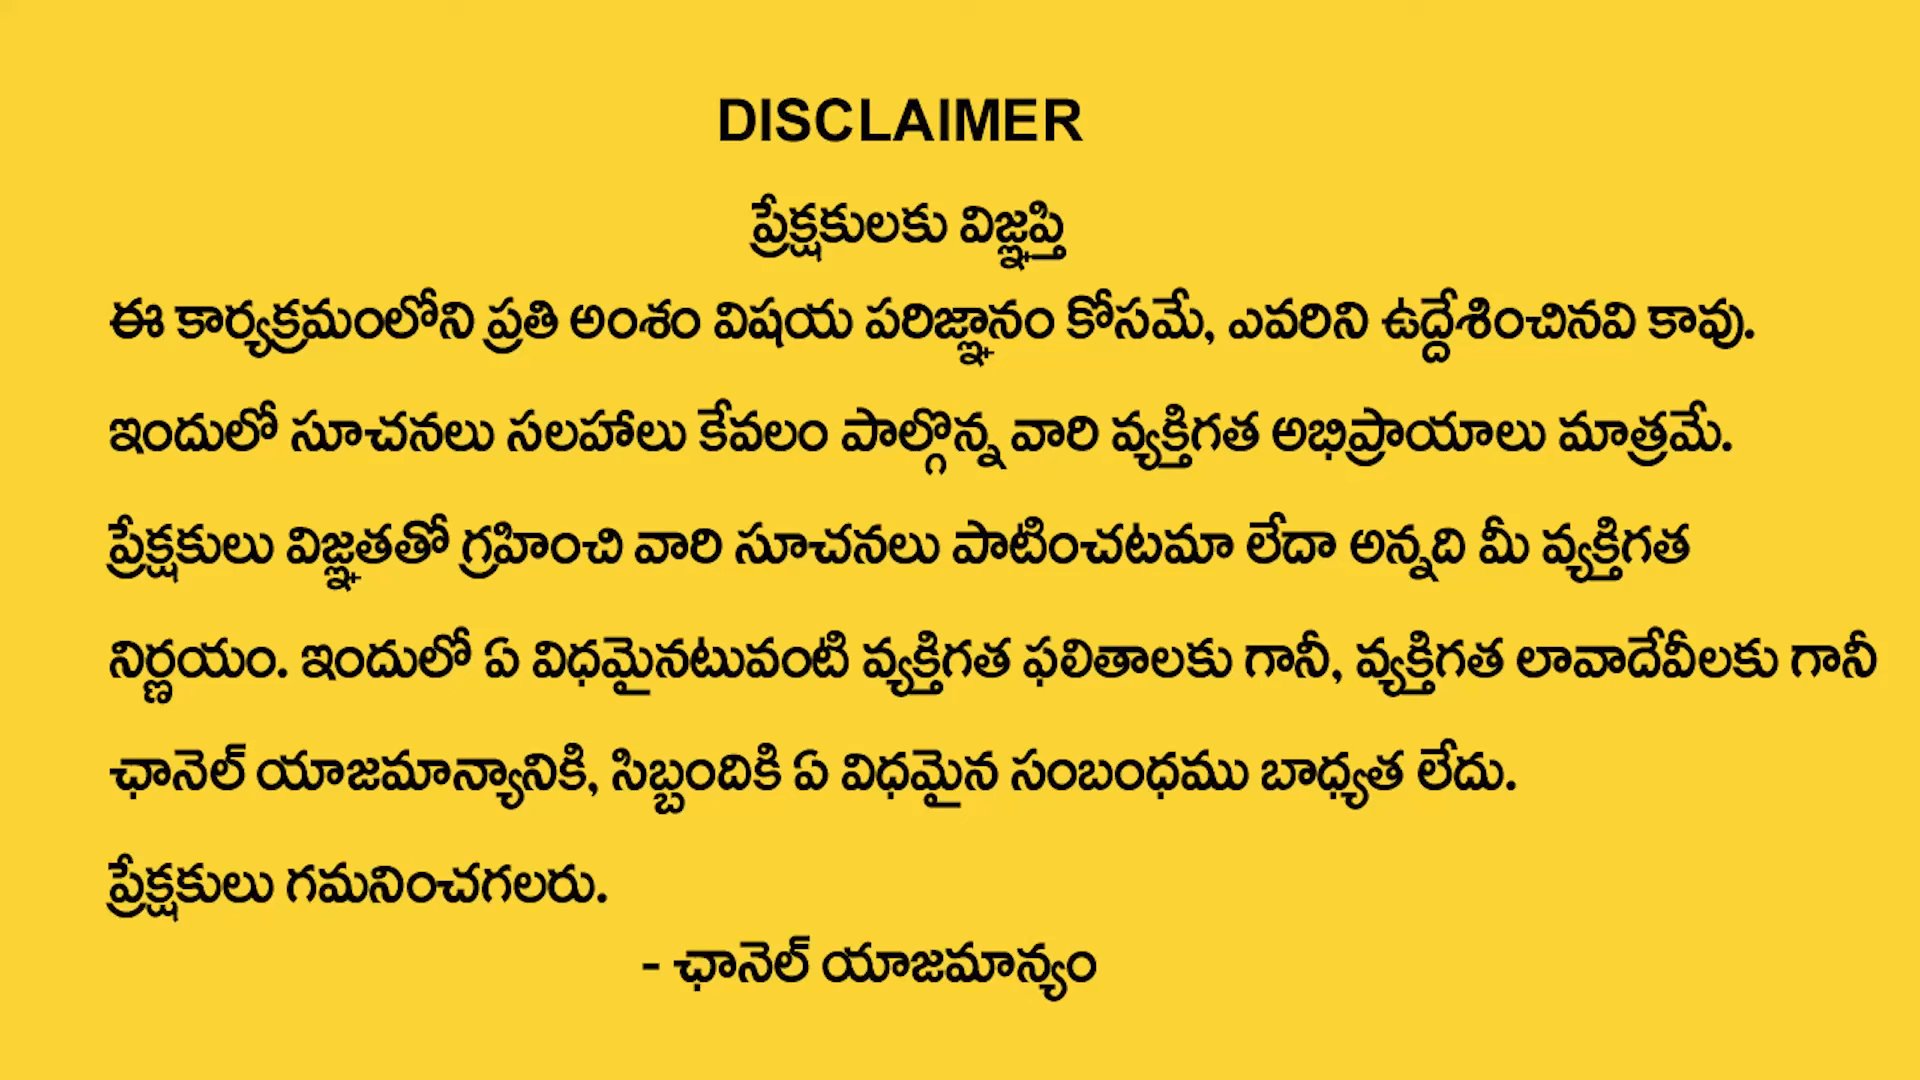 DISCLAIMER
ప్రేక్షకులకు విజ్ఞప్తి
ఈ కార్యక్రమంలోని ప్రతి అంశం విషయ పరిజ్ఞానం కోసమే, ఎవరిని ఉద్దేశించినవి కావు.
ఇందులో సూచనలు సలహాలు కేవలం పాల్గొన్న వారి వ్యక్తిగత అభిప్రాయాలు మాత్రమే.
ప్రేక్షకులు విజ్ఞతతో గ్రహించి వారి సూచనలు పాటించటమా లేదా అన్నది మీ వ్యక్తిగత
నిర్ణయం. ఇందులో ఏ విధమైనటువంటి వ్యక్తిగత ఫలితాలకు గానీ, వ్యక్తిగత లావాదేవీలకు గానీ
ఛానెల్ యాజమాన్యానికి, సిబ్బందికి ఏ విధమైన సంబంధము బాధ్యత లేదు.
ప్రేక్షకులు గమనించగలరు.
- ఛానెల్ యాజమాన్యం